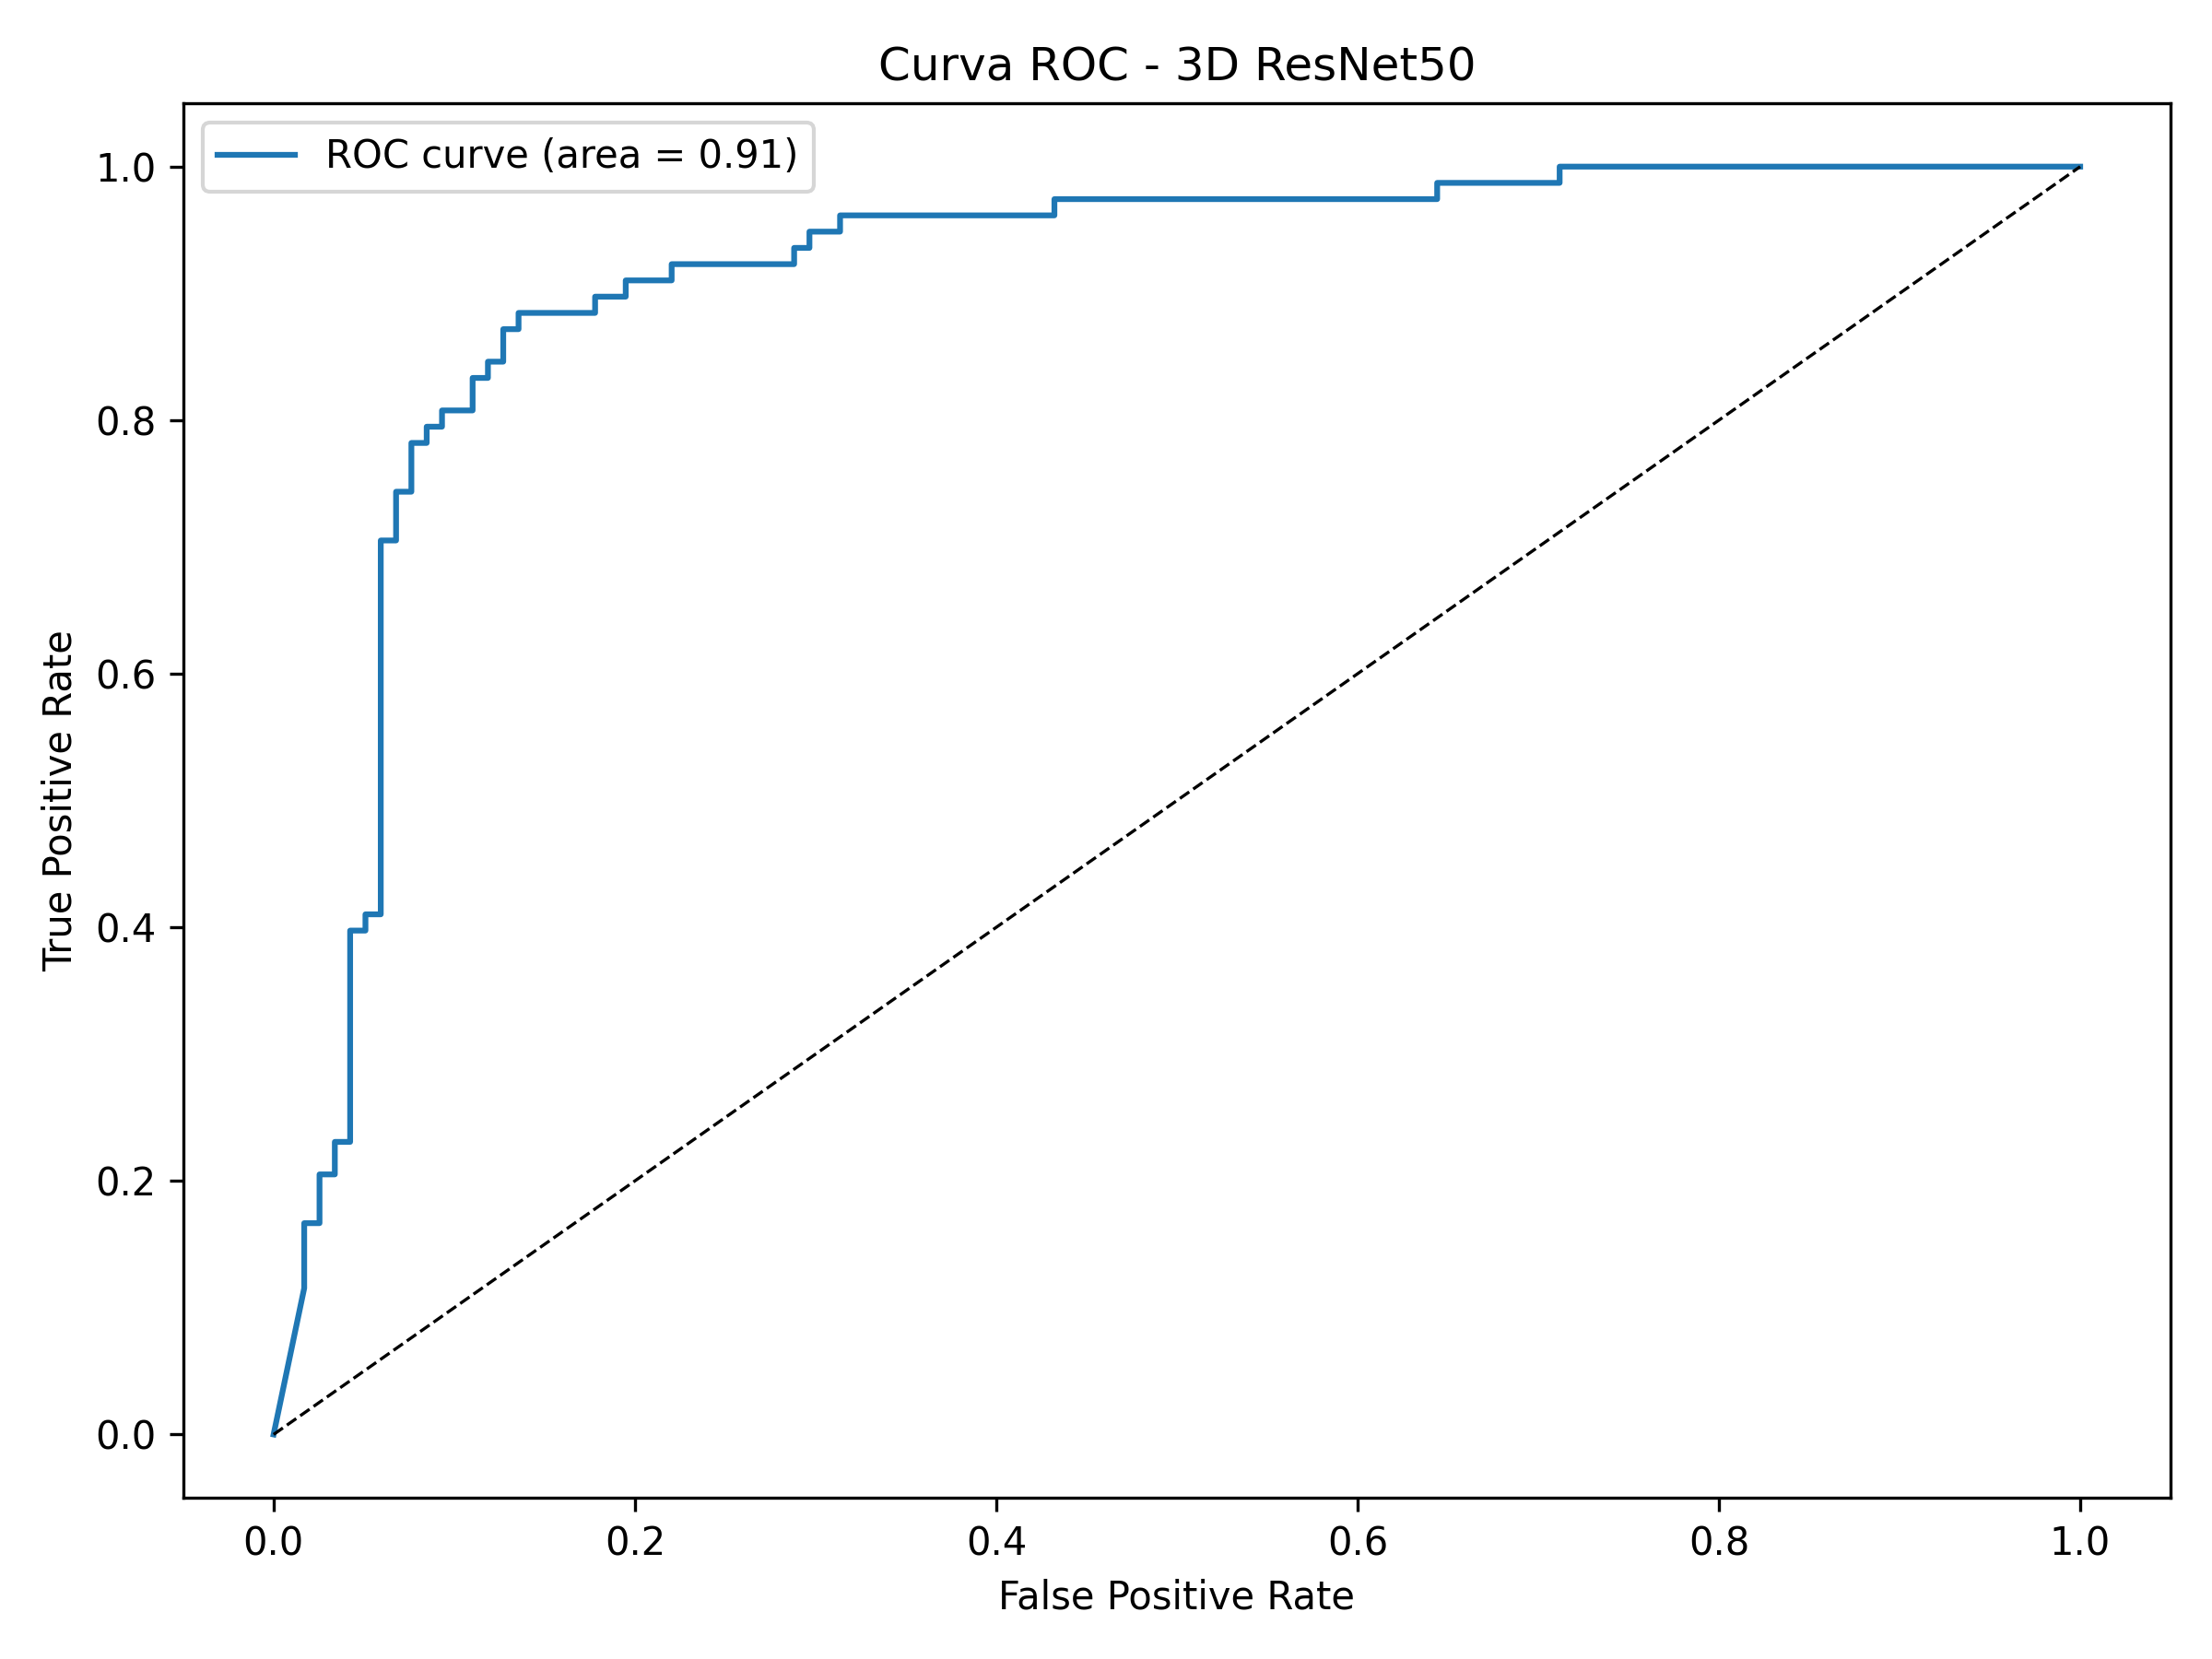 Curva ROC - 3D ResNet50
ROC curve (area = 0.91)
True Positive Rate
1.0
0.8
0.6
0.4
0.2
0.0
0.0 0.2 0.4 0.6 0.8 1.0
False Positive Rate